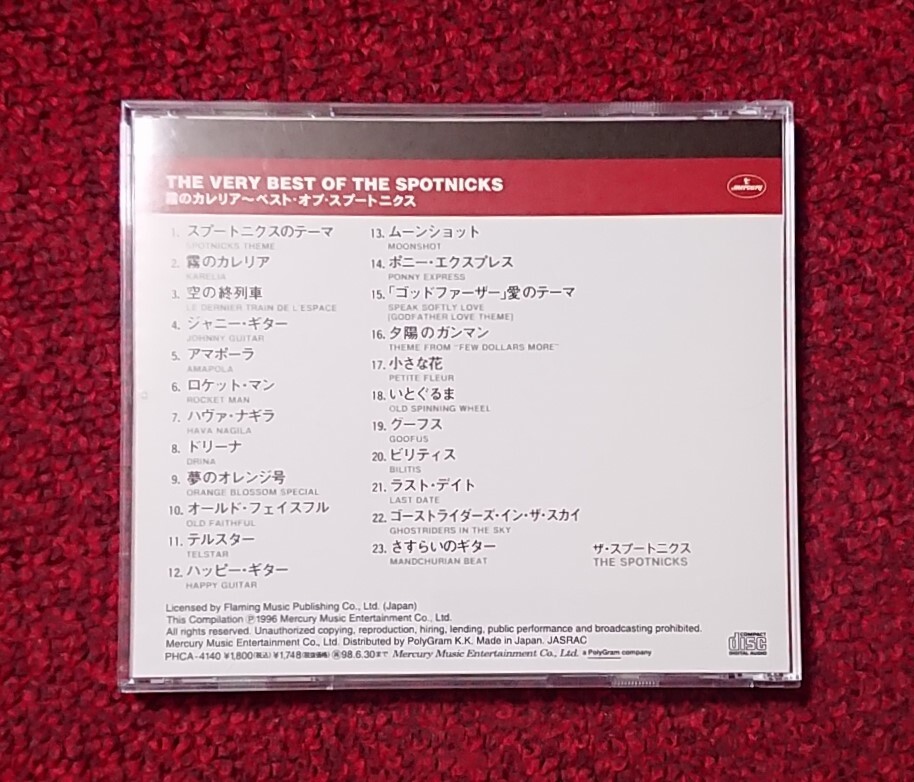 THE VERY BEST OF THE SPOTNICKS
霧のカレリア〜ベスト・オブ・スプートニクス
mercury
1. スプートニクスのテーマ
SPOTNICKS THEME
2. 霧のカレリア
KARELIA
3. 空の終列車
LE DERNIER TRAIN DE L'ESPACE
4. ジャニー・ギター
JOHNNY GUITAR
5. アマポーラ
AMAPOLA
6. ロケット・マン
ROCKET MAN
7. ハヴァ・ナギラ
HAVA NAGILA
8. ドリーナ
DRINA
9. 夢のオレンジ号
ORANGE BLOSSOM SPECIAL
10. オールド・フェイスフル
OLD FAITHFUL
11. テルスター
TELSTAR
12. ハッピー・ギター
HAPPY GUITAR
13. ムーンショット
MOONSHOT
14. ポニー・エクスプレス
PONNY EXPRESS
15. 「ゴッドファーザー」愛のテーマ
SPEAK SOFTLY LOVE
[GODFATHER LOVE THEME]
16. 夕陽のガンマン
THEME FROM "FEW DOLLARS MORE"
17. 小さな花
PETITE FLEUR
18. いとぐるま
OLD SPINNING WHEEL
19. グーフス
GOOFUS
20. ビリティス
BILITIS
21. ラスト・デイト
LAST DATE
22. ゴーストライダーズ・イン・ザ・スカイ
GHOSTRIDERS IN THE SKY
23. さすらいのギター
MANDCHURIAN BEAT
ザ・スプートニクス
THE SPOTNICKS
Licensed by Flaming Music Publishing Co., Ltd. (Japan)
This Compilation Ⓟ1996 Mercury Music Entertainment Co., Ltd.
All rights reserved. Unauthorized copying, reproduction, hiring, lending, public performance and broadcasting prohibited.
Mercury Music Entertainment Co., Ltd. Distributed by PolyGram K.K. Made in Japan. JASRAC
PHCA-4140 ¥1,800(税込) ¥1,748(税抜価格) Ⓡ98.6.30まで Mercury Music Entertainment Co., Ltd. a PolyGram company
COMPACT
disc
DIGITAL AUDIO